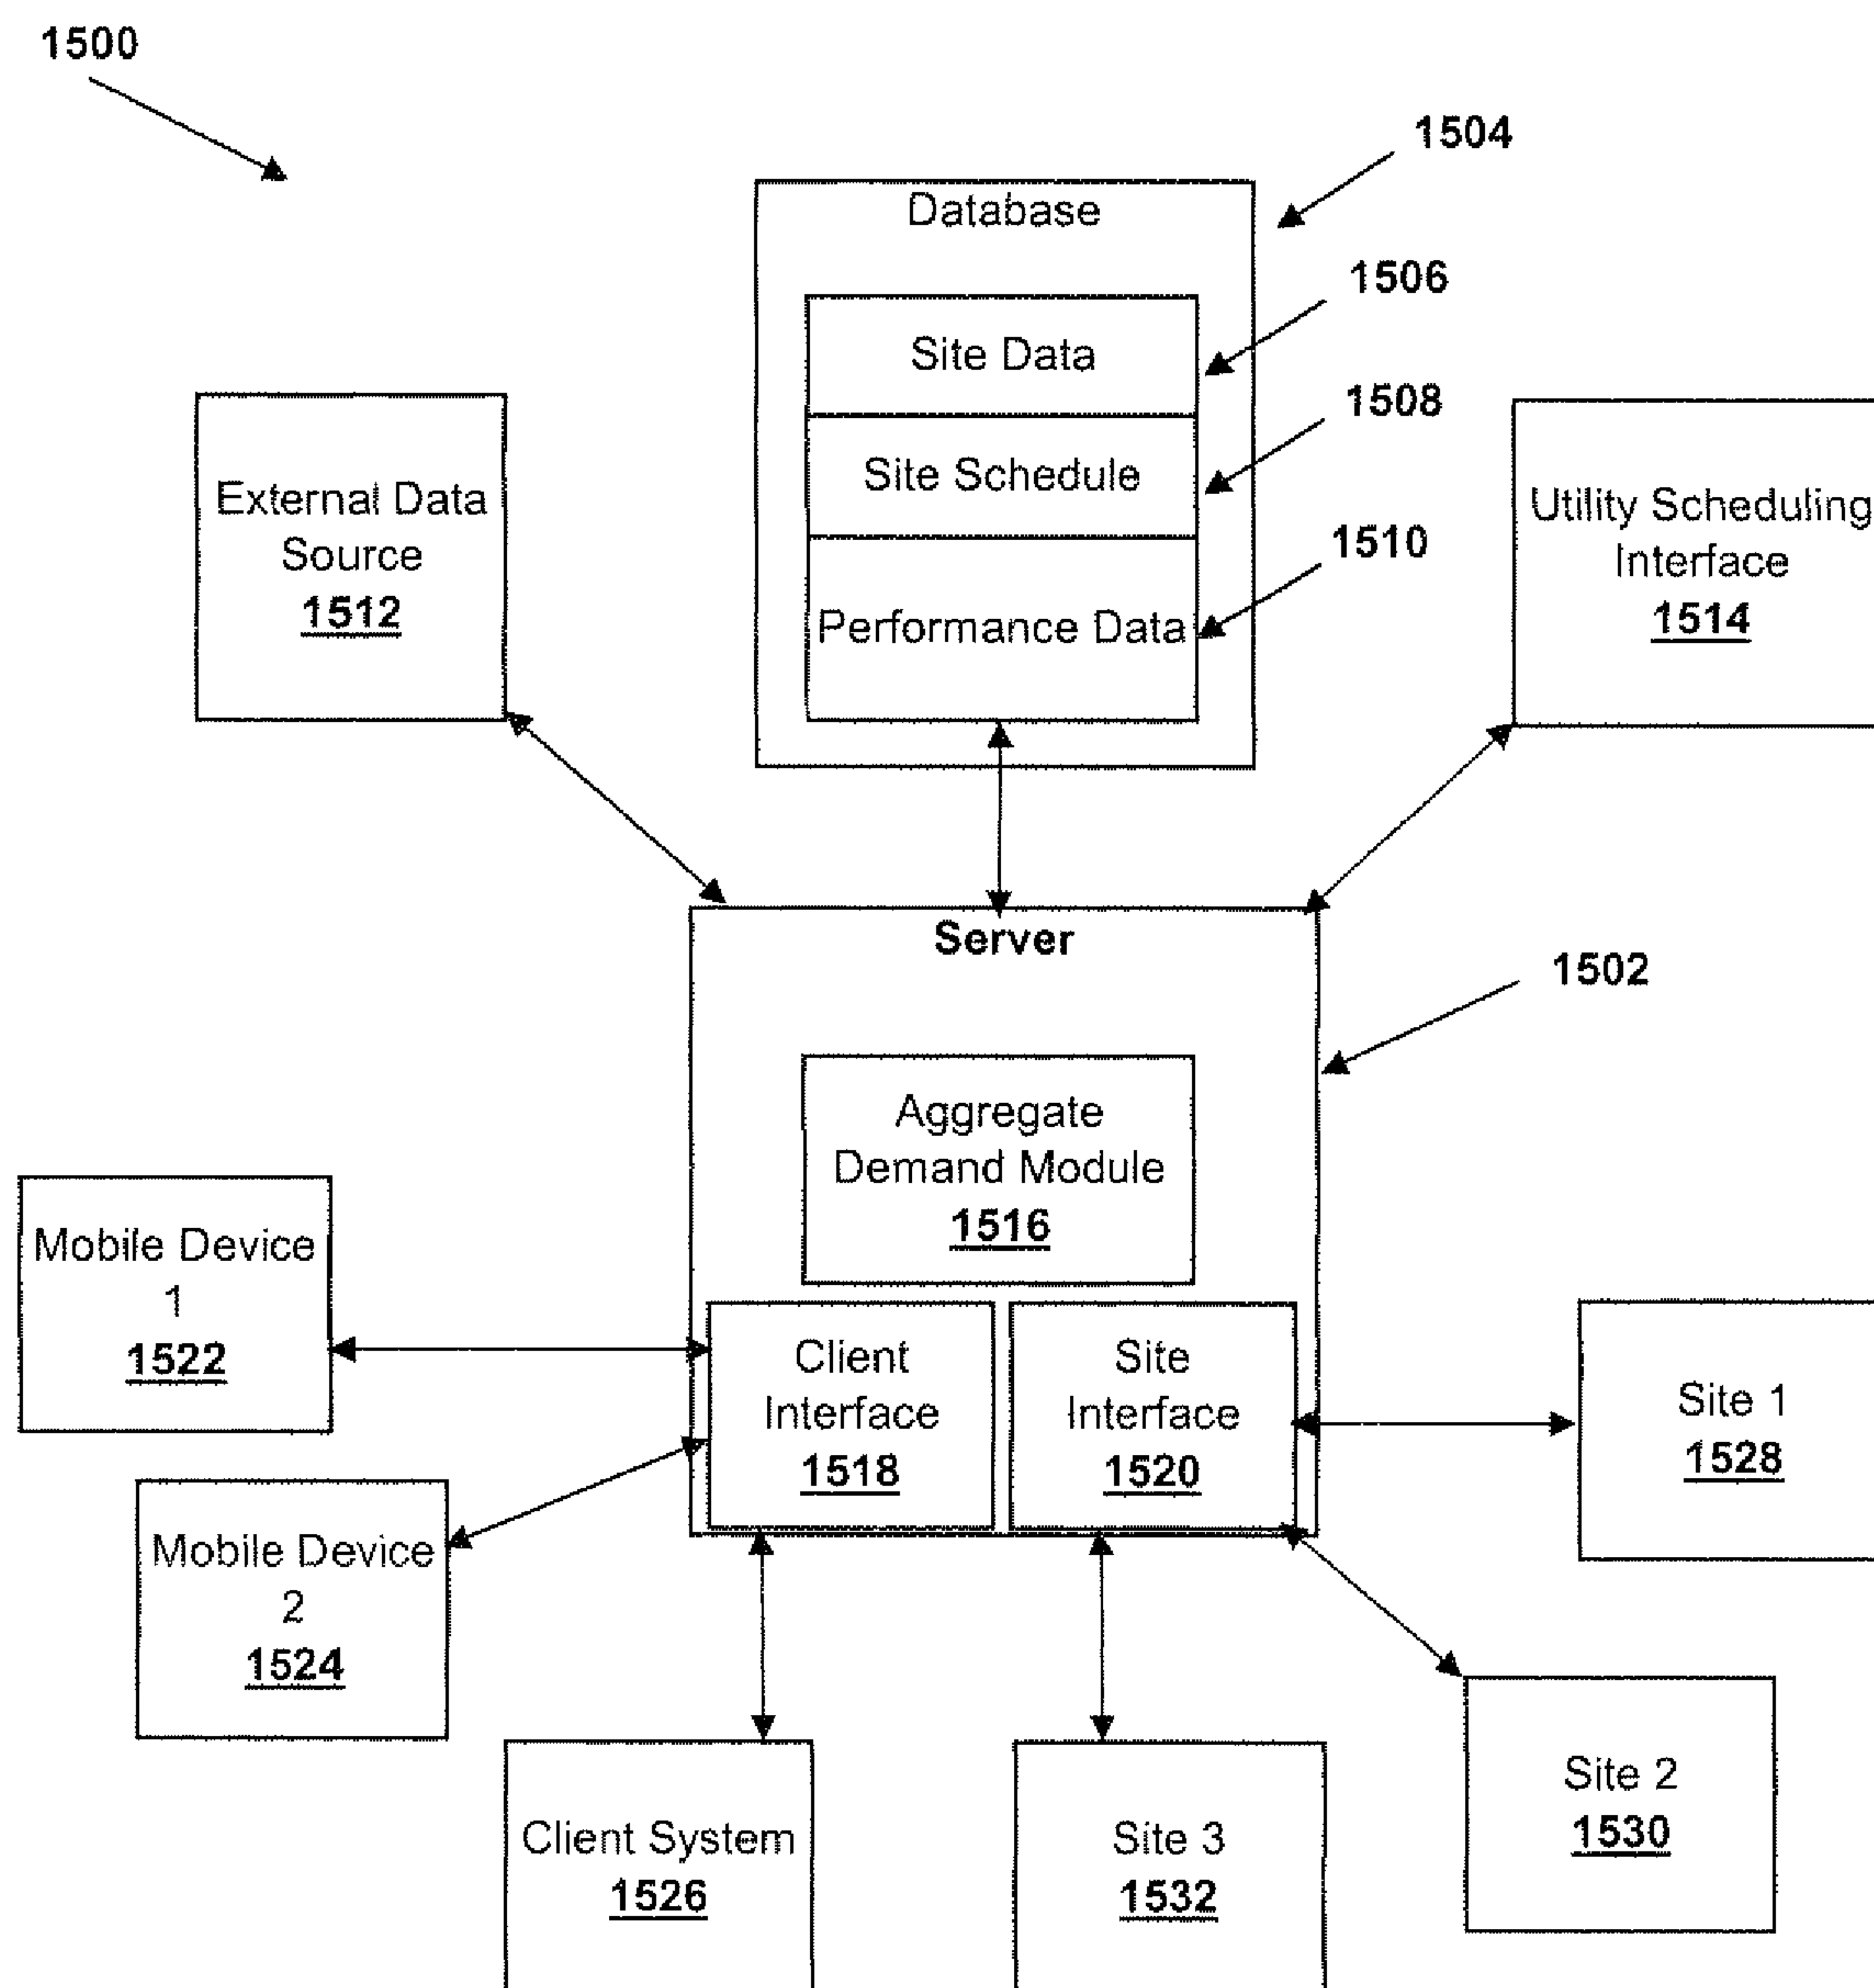 1500
1504
Database
1506
Site Data
1508
Site Schedule
1510
Performance Data
External Data
Source
1512
Utility Scheduling
Interface
1514
Server
1502
Aggregate
Demand Module
1516
Mobile Device
1
1522
Client
Interface
1518
Site
Interface
1520
Site 1
1528
Mobile Device
2
1524
Client System
1526
Site 3
1532
Site 2
1530